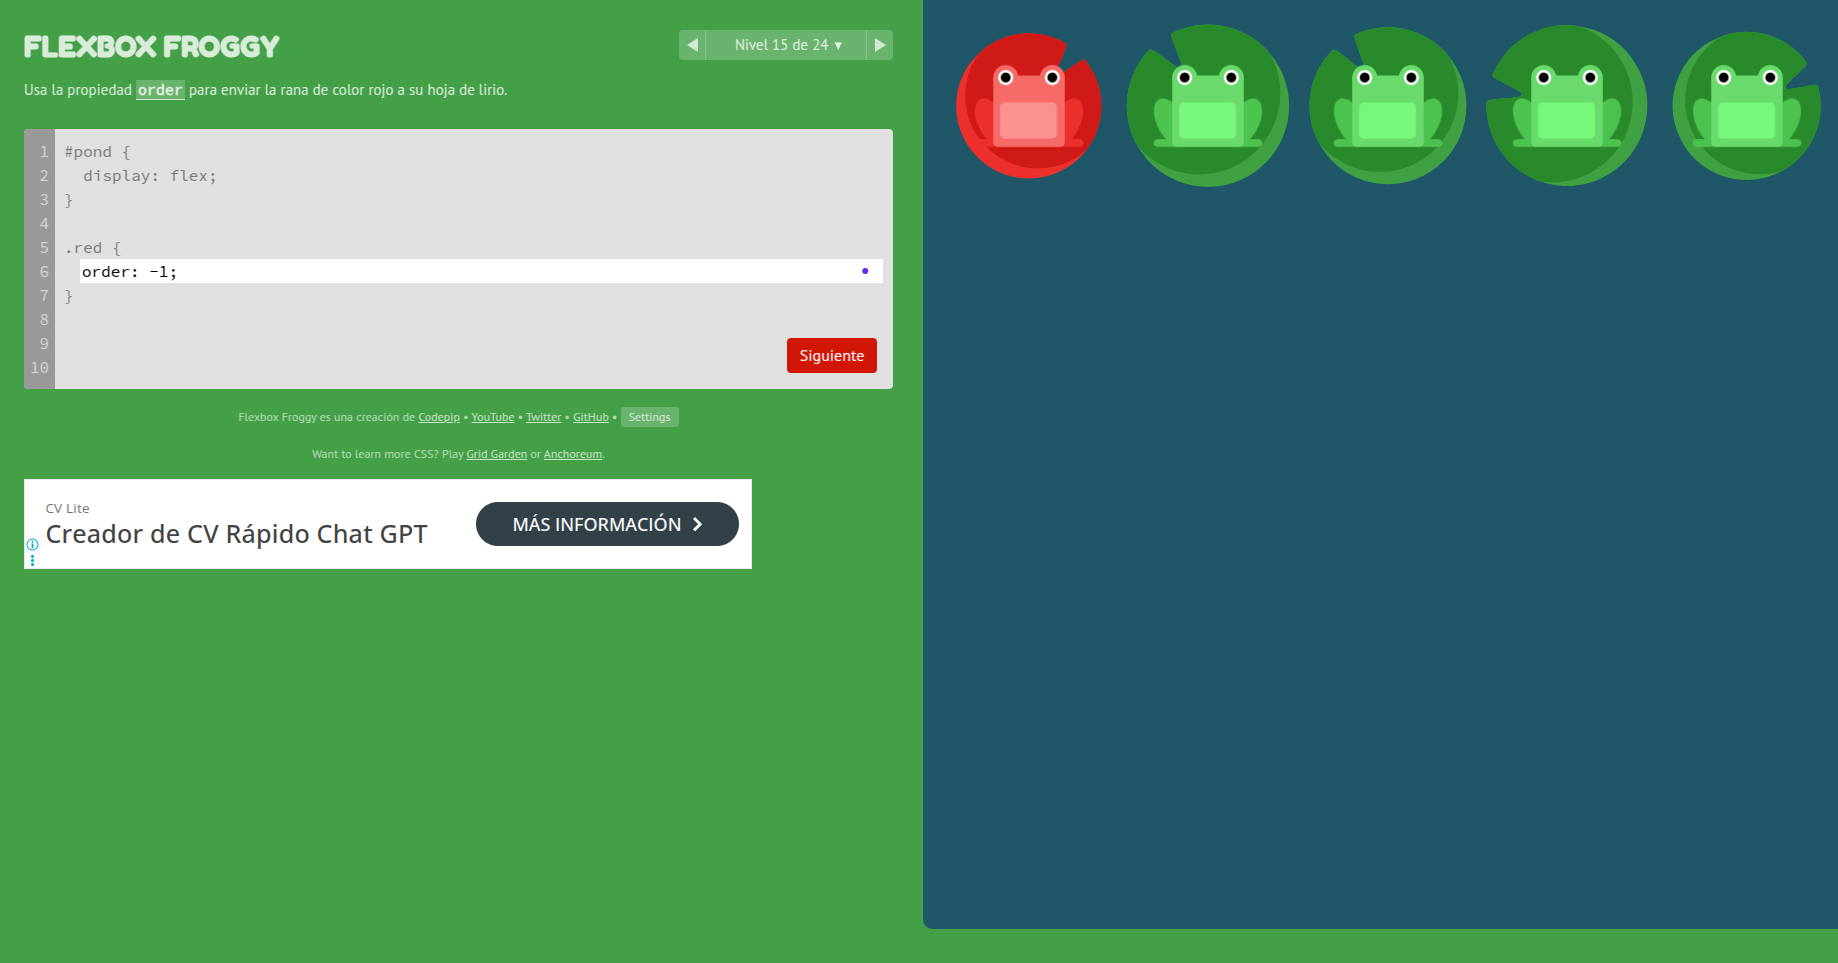 FLEXBOX FROGGY
Nivel 15 de 24 ▾
Usa la propiedad order para enviar la rana de color rojo a su hoja de lirio.
1 #pond {
2 display: flex;
3 }
4
5 .red {
6 order: -1;
7 }
8
9
10
Siguiente
Flexbox Froggy es una creación de Codepip • YouTube • Twitter • GitHub • Settings
Want to learn more CSS? Play Grid Garden or Anchoreum.
CV Lite
Creador de CV Rápido Chat GPT
MÁS INFORMACIÓN